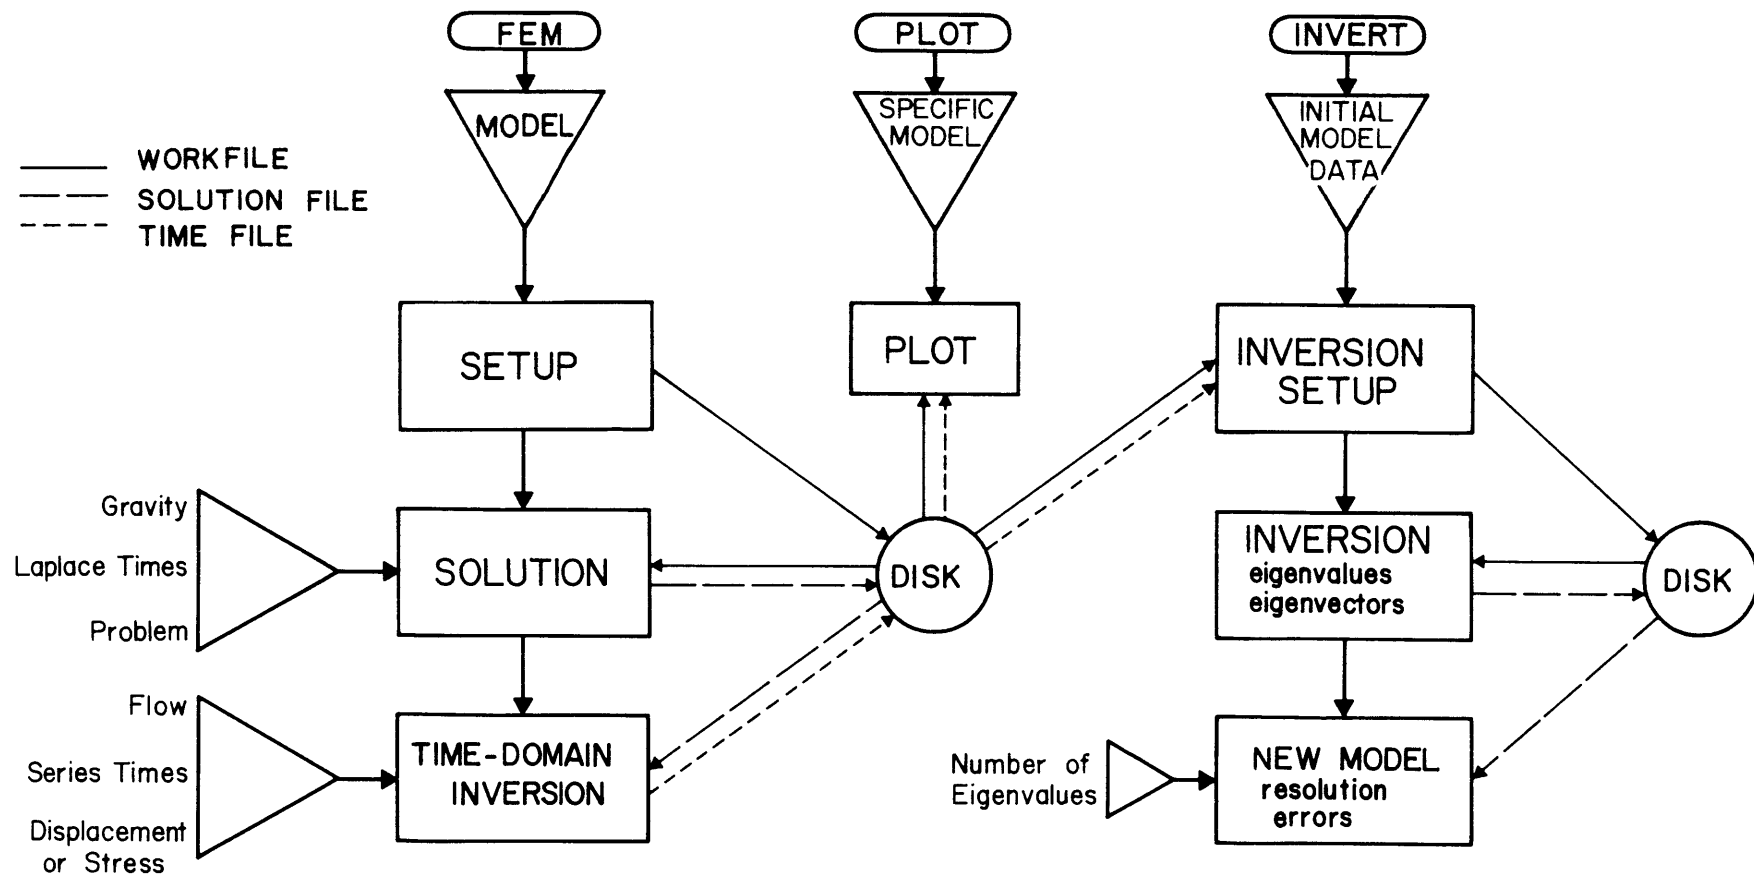 FEM
PLOT
INVERT
MODEL
SPECIFIC
MODEL
INITIAL
MODEL
DATA
WORKFILE
SOLUTION FILE
TIME FILE
SETUP
PLOT
INVERSION
SETUP
Gravity
Laplace Times
Problem
SOLUTION
DISK
INVERSION
eigenvalues
eigenvectors
DISK
Flow
Series Times
Displacement
or Stress
TIME-DOMAIN
INVERSION
Number of
Eigenvalues
NEW MODEL
resolution
errors